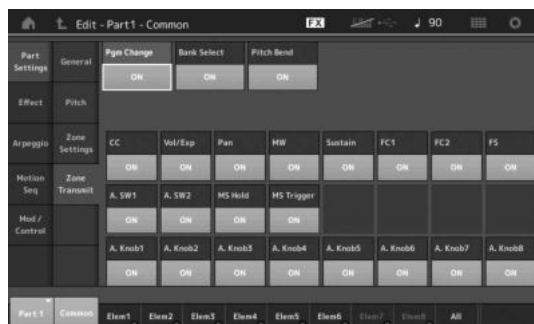 Edit - Part1 - Common FX 90
Part Settings
General
Pgm Change Bank Select Pitch Bend
ON ON ON
Effect
Pitch
Arpeggio
Zone Settings
CC Vol/Exp Pan MW Sustain FC1 FC2 FS
ON ON ON ON ON ON ON ON
Motion Seq
Zone Transmit
A. SW1 A. SW2 MS Hold MS Trigger
ON ON ON ON
Mod / Control
A. Knob1 A. Knob2 A. Knob3 A. Knob4 A. Knob5 A. Knob6 A. Knob7 A. Knob8
ON ON ON ON ON ON ON ON
Part 1 Common Elem1 Elem2 Elem3 Elem4 Elem5 Elem6 Elem7 Elem8 All